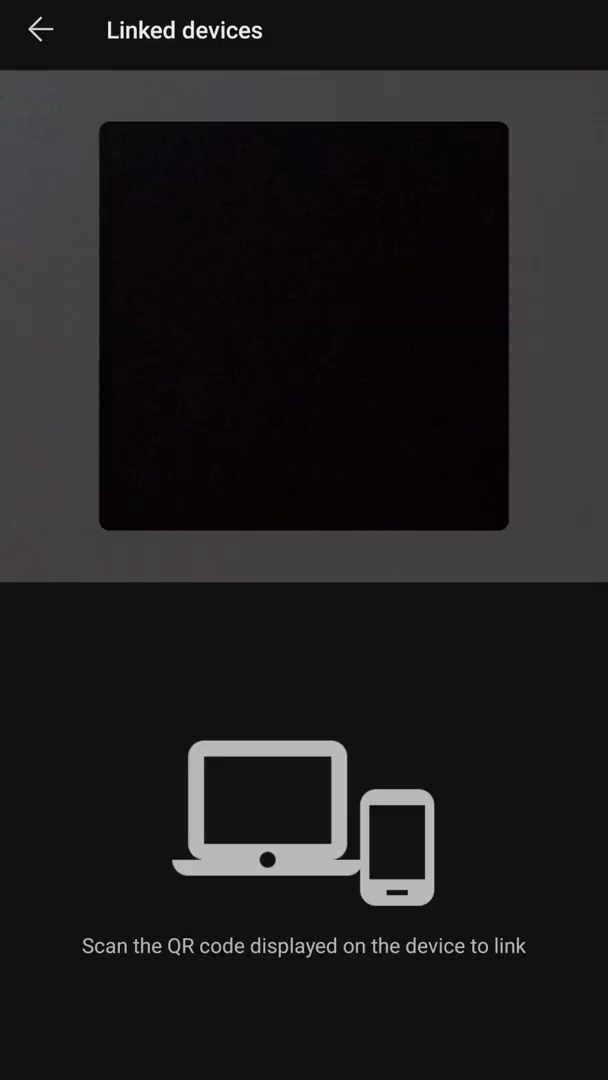 Linked devices
Scan the QR code displayed on the device to link